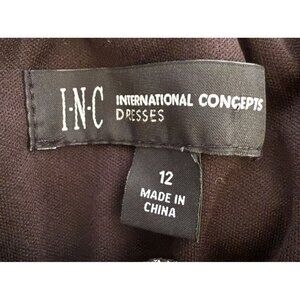 I·N·C INTERNATIONAL CONCEPTS
DRESSES
12
MADE IN
CHINA